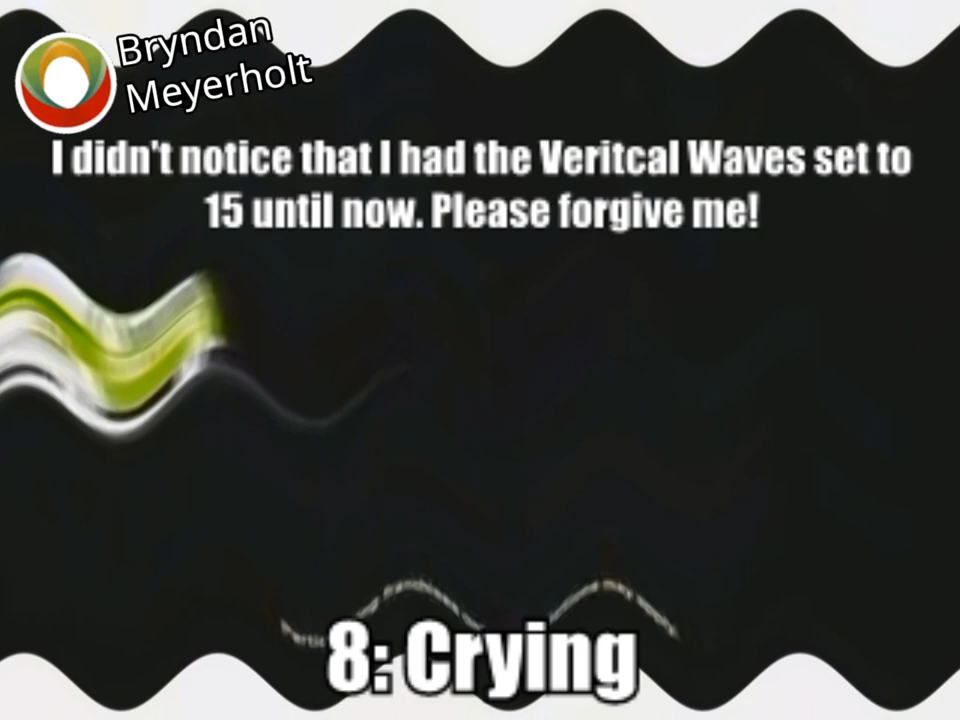 Bryndan
Meyerholt
I didn't notice that I had the Veritcal Waves set to
15 until now. Please forgive me!
8: Crying